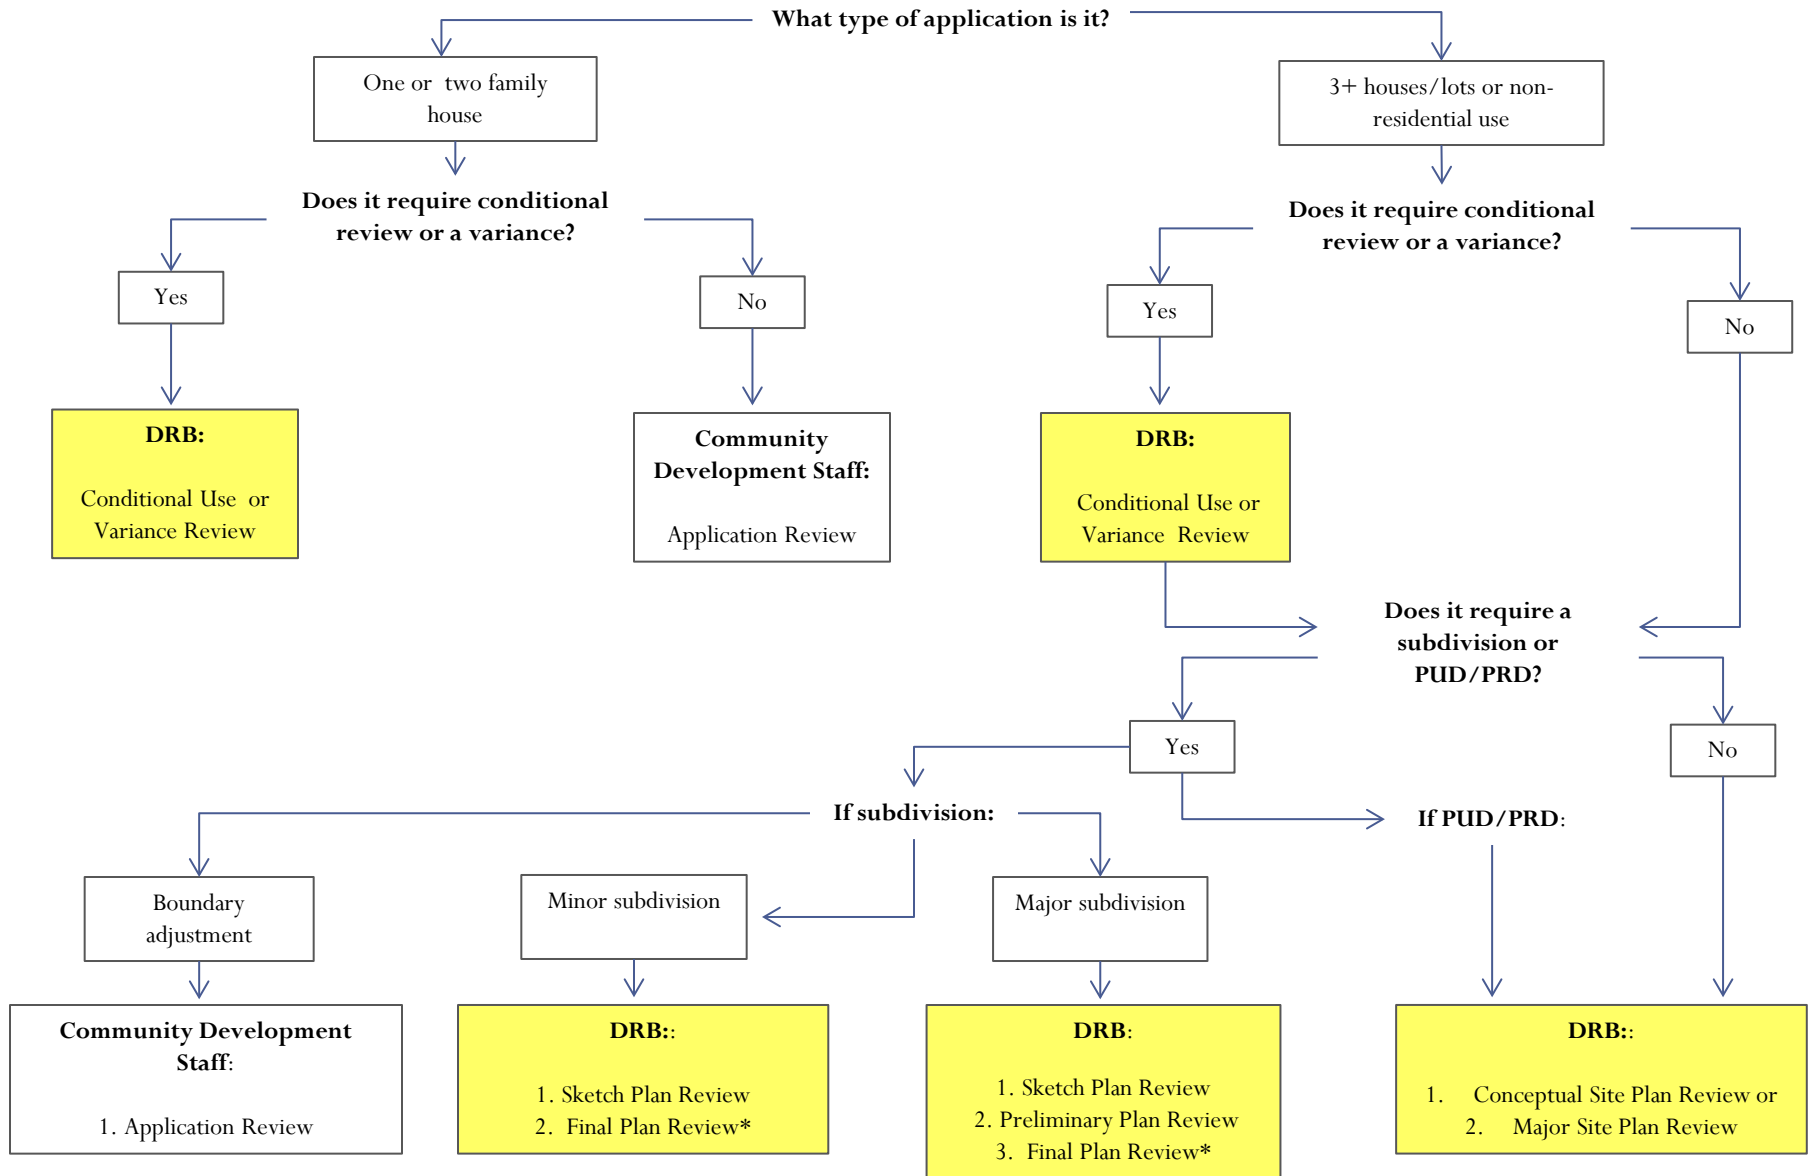 What type of application is it?
One or two family
house
3+ houses/lots or non-
residential use
Does it require conditional
review or a variance?
Does it require conditional
review or a variance?
Yes
No
Yes
No
DRB:
Conditional Use or
Variance Review
Community
Development Staff:
Application Review
DRB:
Conditional Use or
Variance Review
Does it require a
subdivision or
PUD/PRD?
Yes
No
If subdivision:
If PUD/PRD:
Boundary
adjustment
Minor subdivision
Major subdivision
Community Development
Staff:
1. Application Review
DRB::
1. Sketch Plan Review
2. Final Plan Review*
DRB:
1. Sketch Plan Review
2. Preliminary Plan Review
3. Final Plan Review*
DRB::
1. Conceptual Site Plan Review or
2. Major Site Plan Review